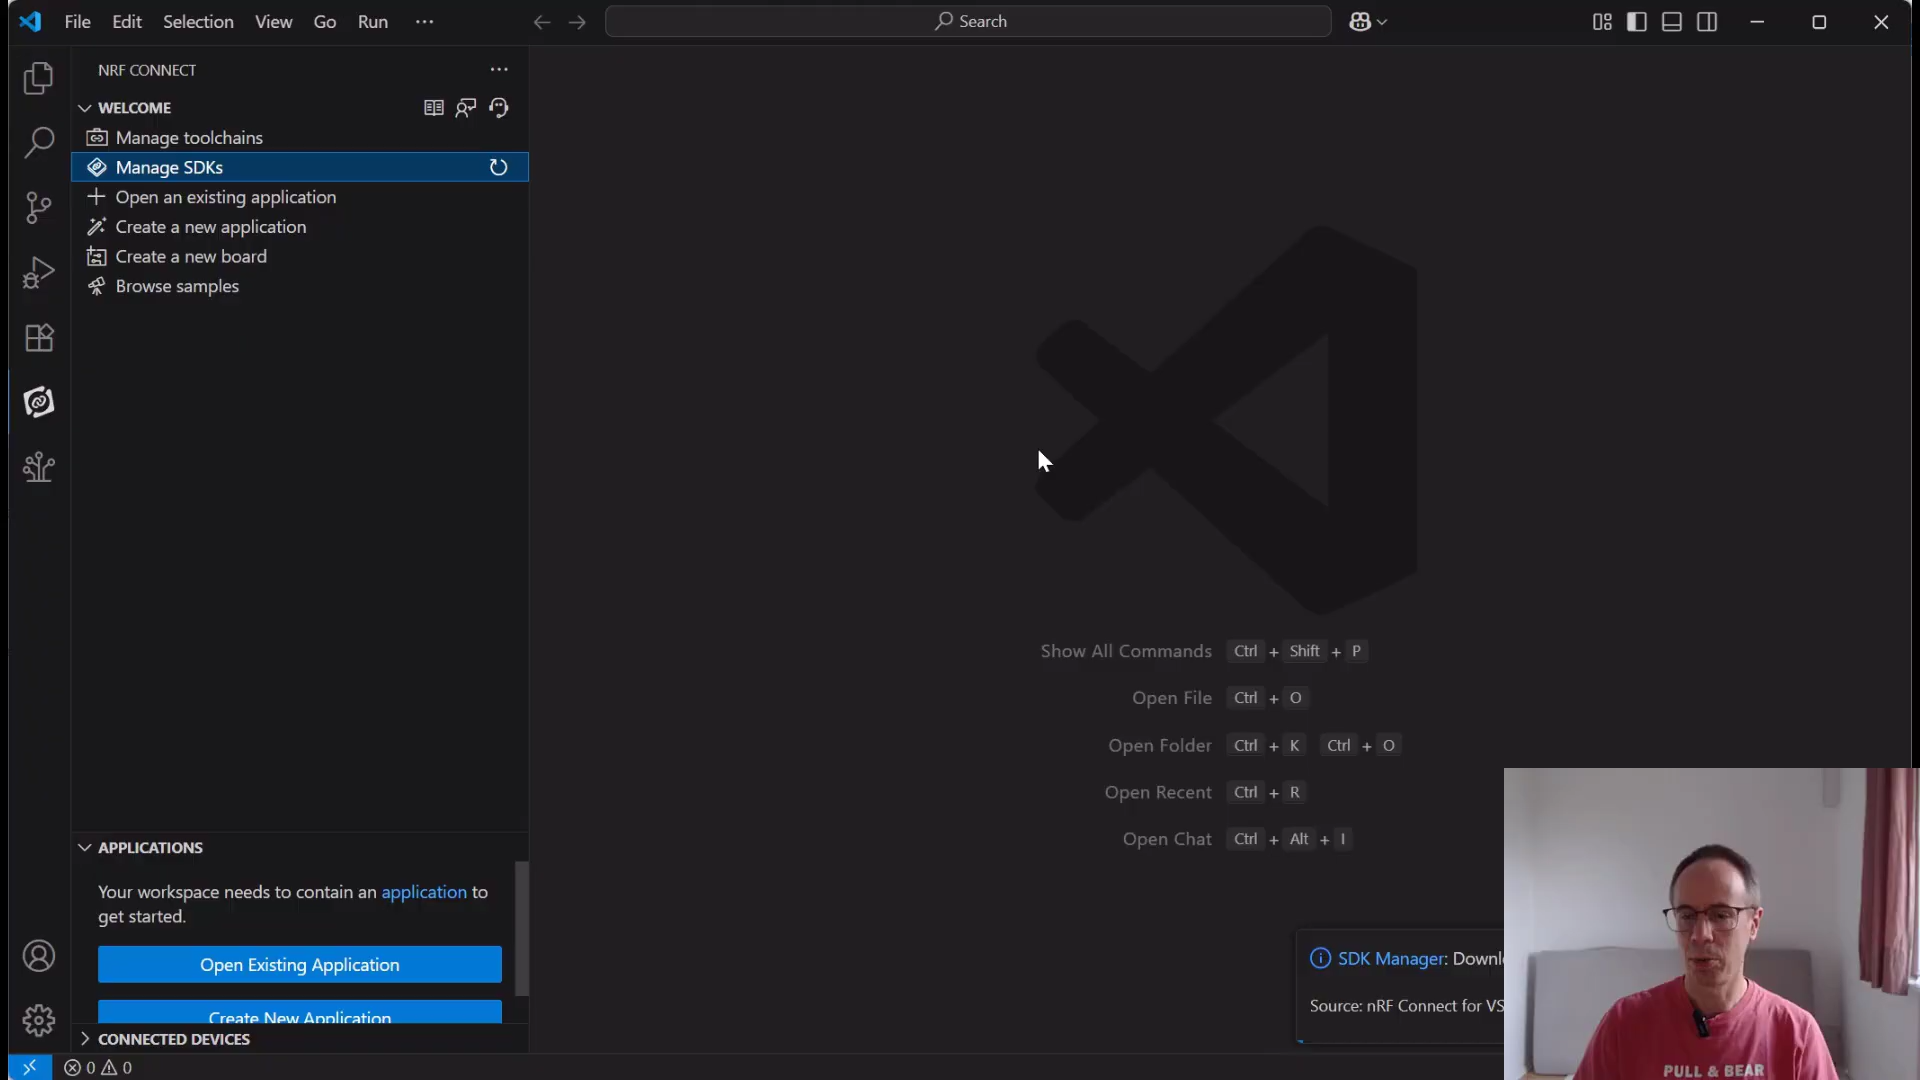 File Edit Selection View Go Run ···
Search
NRF CONNECT
WELCOME
Manage toolchains
Manage SDKs
Open an existing application
Create a new application
Create a new board
Browse samples
Show All Commands Ctrl + Shift + P
Open File Ctrl + O
Open Folder Ctrl + K Ctrl + O
Open Recent Ctrl + R
Open Chat Ctrl + Alt + I
APPLICATIONS
Your workspace needs to contain an application to
get started.
Open Existing Application
Create New Application
CONNECTED DEVICES
0 0
SDK Manager: Downl
Source: nRF Connect for VS
PULL & BEAR